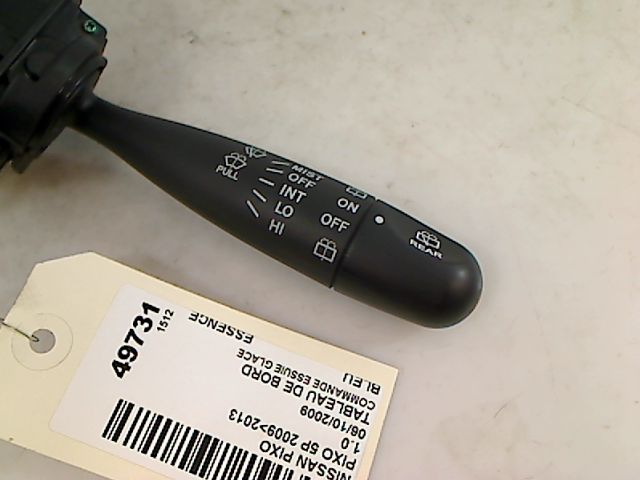 MIST
OFF
INT
LO
HI
PULL
ON
OFF
REAR
49731
1512
NISSAN PIXO
PIXO 5P 2009>2013
1.0
06/10/2009
TABLEAU DE BORD
COMMANDE ESSUIE GLACE
BLEU
ESSENCE